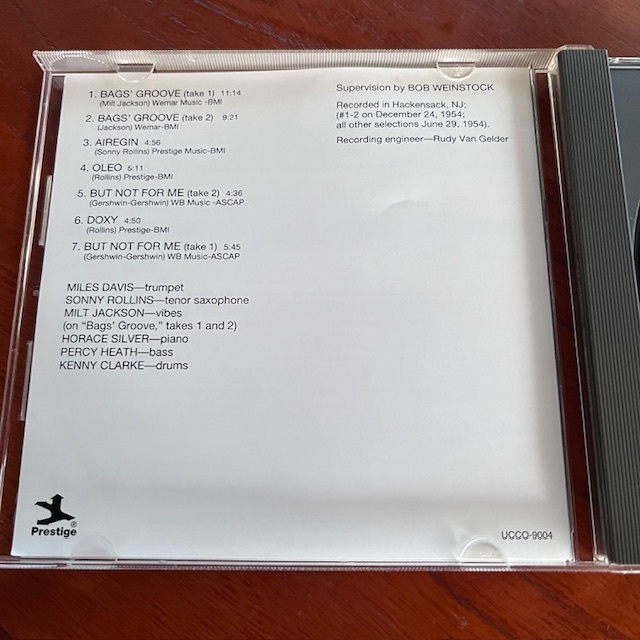 1. BAGS' GROOVE (take 1) 11:14
(Milt Jackson) Wemar Music -BMI
2. BAGS' GROOVE (take 2) 9:21
(Jackson) Wemar-BMI
3. AIREGIN 4:56
(Sonny Rollins) Prestige Music-BMI
4. OLEO 5:11
(Rollins) Prestige-BMI
5. BUT NOT FOR ME (take 2) 4:36
(Gershwin-Gershwin) WB Music -ASCAP
6. DOXY 4:50
(Rollins) Prestige-BMI
7. BUT NOT FOR ME (take 1) 5:45
(Gershwin-Gershwin) WB Music-ASCAP
MILES DAVIS—trumpet
SONNY ROLLINS—tenor saxophone
MILT JACKSON—vibes
(on "Bags' Groove," takes 1 and 2)
HORACE SILVER—piano
PERCY HEATH—bass
KENNY CLARKE—drums
Supervision by BOB WEINSTOCK
Recorded in Hackensack, NJ;
(#1-2 on December 24, 1954;
all other selections June 29, 1954).
Recording engineer—Rudy Van Gelder
Prestige®
UCCO-9004